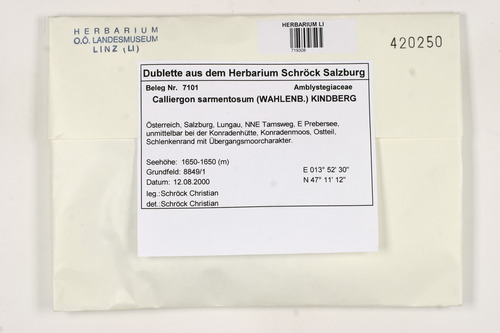 HERBARIUM
O.Ö. LANDESMUSEUM
LINZ (LI)
HERBARIUM LI
719308
420250
Dublette aus dem Herbarium Schröck Salzburg
Beleg Nr. 7101 Amblystegiaceae
Calliergon sarmentosum (WAHLENB.) KINDBERG
Österreich, Salzburg, Lungau, NNE Tamsweg, E Prebersee,
unmittelbar bei der Konradenhütte, Konradenmoos, Ostteil,
Schlenkenrand mit Übergangsmoorcharakter.
Seehöhe: 1650-1650 (m)
Grundfeld: 8849/1 E 013° 52' 30"
Datum: 12.08.2000 N 47° 11' 12"
leg.:Schröck Christian
det.:Schröck Christian